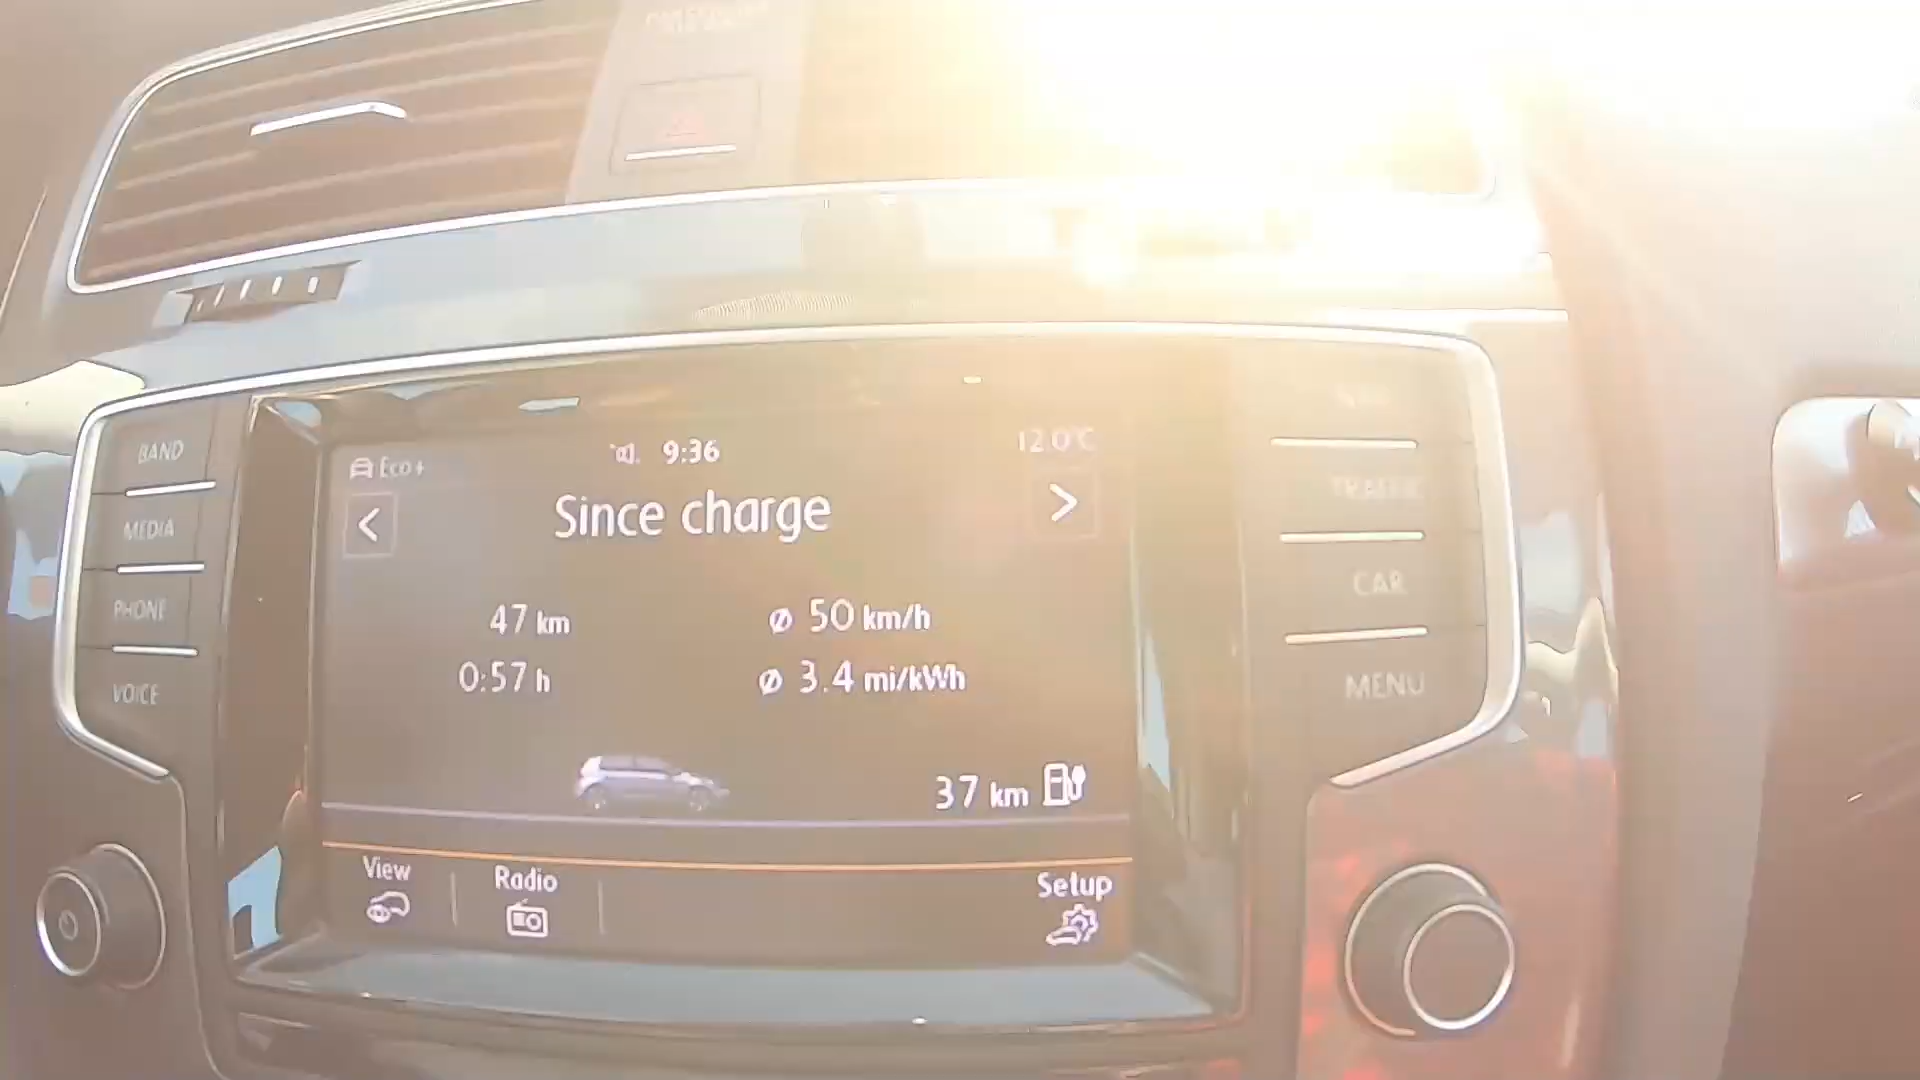 BAND
MEDIA
PHONE
VOICE
Eco+
9:36
12.0°C
<
Since charge
>
47 km
ø 50 km/h
0:57 h
ø 3.4 mi/kWh
37 km
View
Radio
Setup
TRAFFIC
CAR
MENU